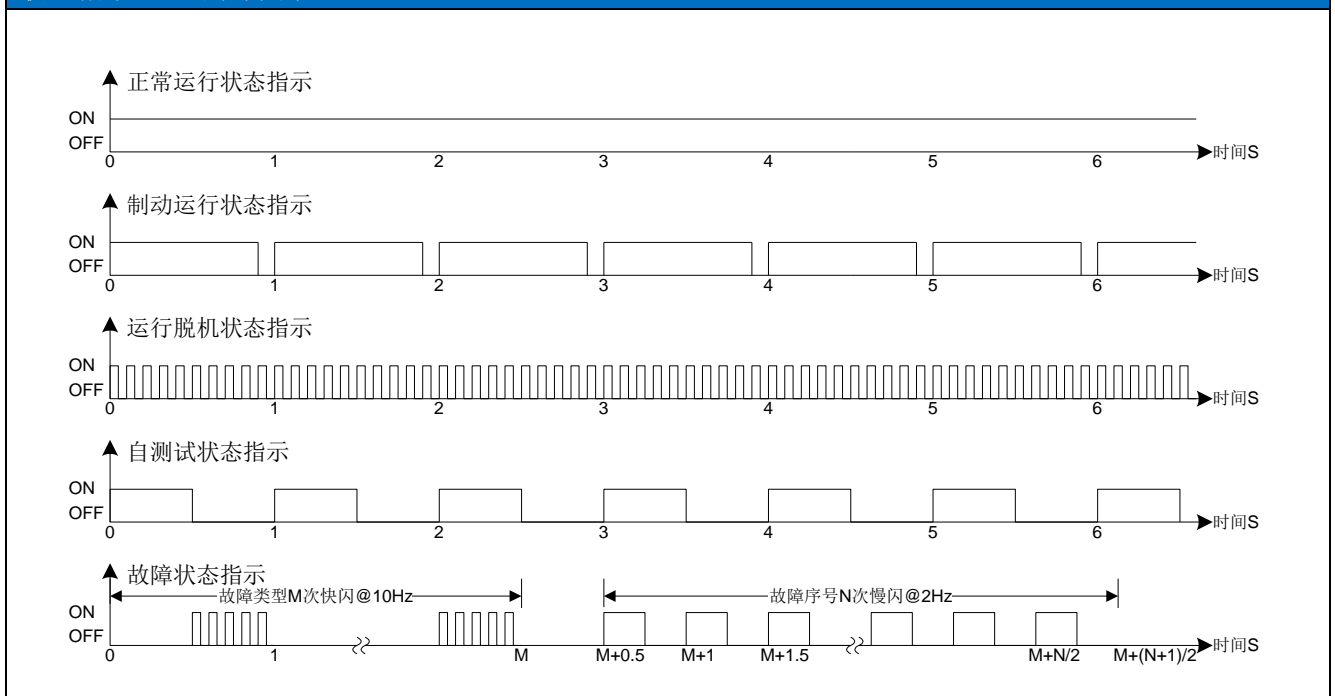 正常运行状态指示
ON
OFF
0 1 2 3 4 5 6 时间S
制动运行状态指示
ON
OFF
0 1 2 3 4 5 6 时间S
运行脱机状态指示
ON
OFF
0 1 2 3 4 5 6 时间S
自测试状态指示
ON
OFF
0 1 2 3 4 5 6 时间S
故障状态指示
故障类型M次快闪@10Hz 故障序号N次慢闪@2Hz
ON
OFF
0 1 M M+0.5 M+1 M+1.5 M+N/2 M+(N+1)/2 时间S